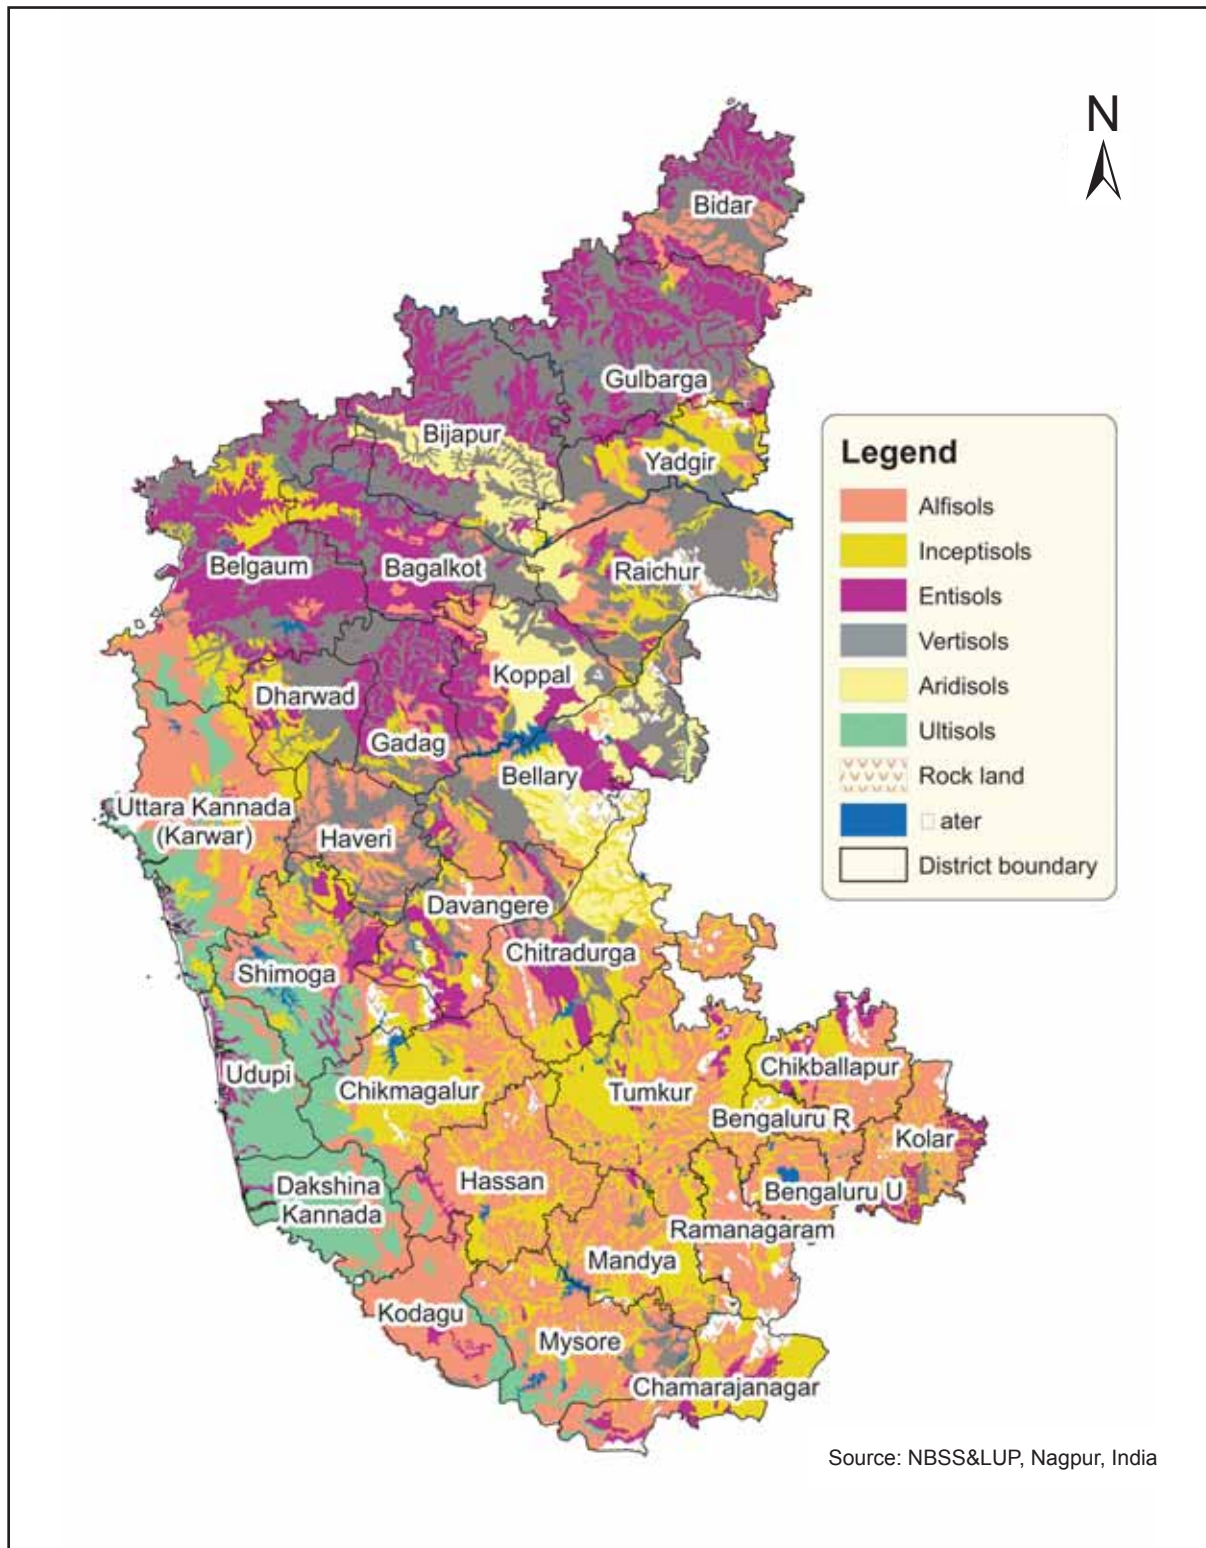 N
Bidar
Gulbarga
Bijapur
Yadgir
Belgaum
Bagalkot
Raichur
Koppal
Dharwad
Gadag
Bellary
Uttara Kannada
(Karwar)
Haveri
Davangere
Chitradurga
Shimoga
Udupi
Chikmagalur
Tumkur
Chikballapur
Bengaluru R
Kolar
Dakshina
Kannada
Hassan
Bengaluru U
Ramanagaram
Mandya
Kodagu
Mysore
Chamarajanagar
Legend
Alfisols
Inceptisols
Entisols
Vertisols
Aridisols
Ultisols
Rock land
□ater
District boundary
Source: NBSS&LUP, Nagpur, India